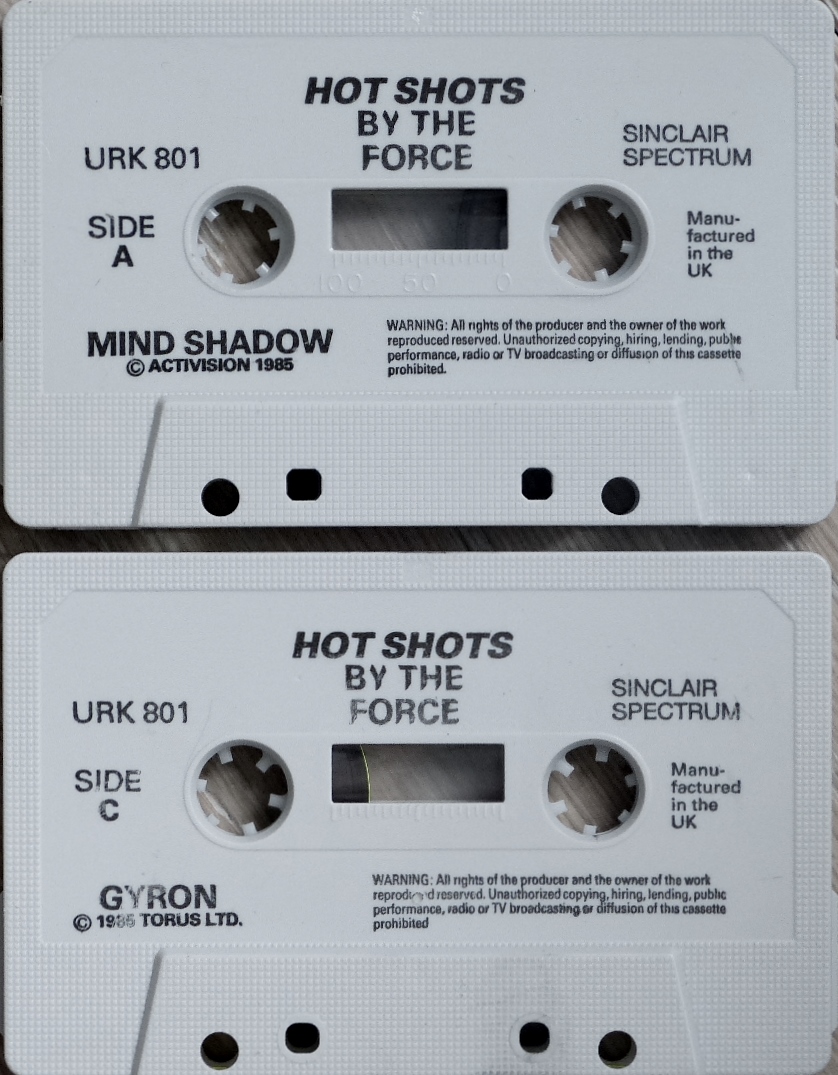 HOT SHOTS
BY THE
FORCE
URK 801
SINCLAIR
SPECTRUM
SIDE
A
Manu-
factured
in the
UK
100 50 0
MIND SHADOW
© ACTIVISION 1985
WARNING: All rights of the producer and the owner of the work
reproduced reserved. Unauthorized copying, hiring, lending, public
performance, radio or TV broadcasting or diffusion of this cassette
prohibited.
HOT SHOTS
BY THE
FORCE
URK 801
SINCLAIR
SPECTRUM
SIDE
C
Manu-
factured
in the
UK
GYRON
© 1985 TORUS LTD.
WARNING: All rights of the producer and the owner of the work
reproduced reserved. Unauthorized copying, hiring, lending, public
performance, radio or TV broadcasting or diffusion of this cassette
prohibited